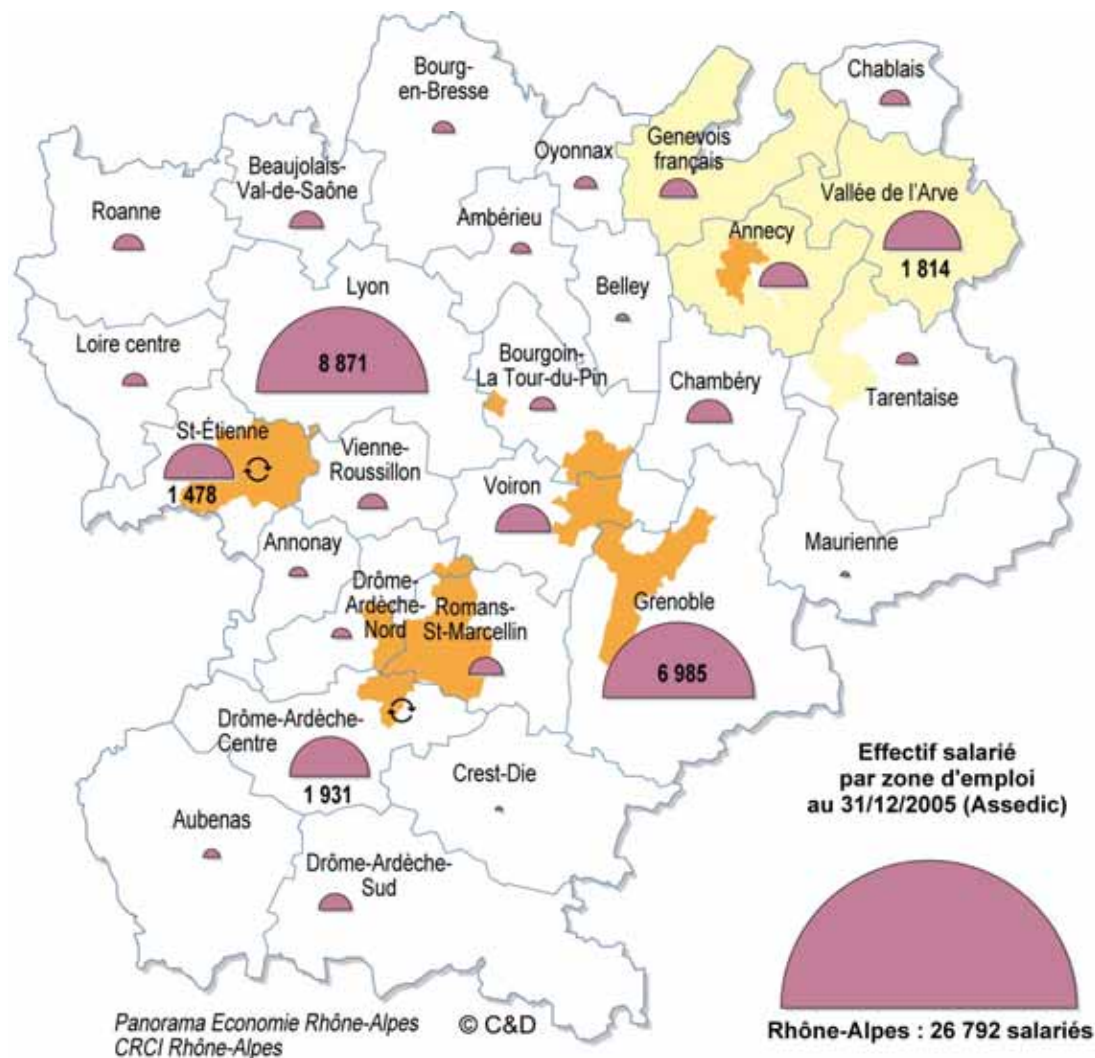 Bourg-
en-Bresse
Chablais
Oyonnax
Genevois
français
Beaujolais-
Val-de-Saône
Roanne
Ambérieu
Vallée de l'Arve
1 814
Annecy
Lyon
8 871
Belley
Loire centre
Bourgoin-
La Tour-du-Pin
Chambéry
Tarentaise
St-Étienne
1 478
Vienne-
Roussillon
Voiron
Annonay
Maurienne
Drôme-
Ardèche-
Nord
Romans-
St-Marcellin
Grenoble
6 985
Drôme-Ardèche-
Centre
1 931
Crest-Die
Aubenas
Drôme-Ardèche-
Sud
Effectif salarié
par zone d'emploi
au 31/12/2005 (Assedic)
Rhône-Alpes : 26 792 salariés
Panorama Economie Rhône-Alpes © C&D
CRCI Rhône-Alpes